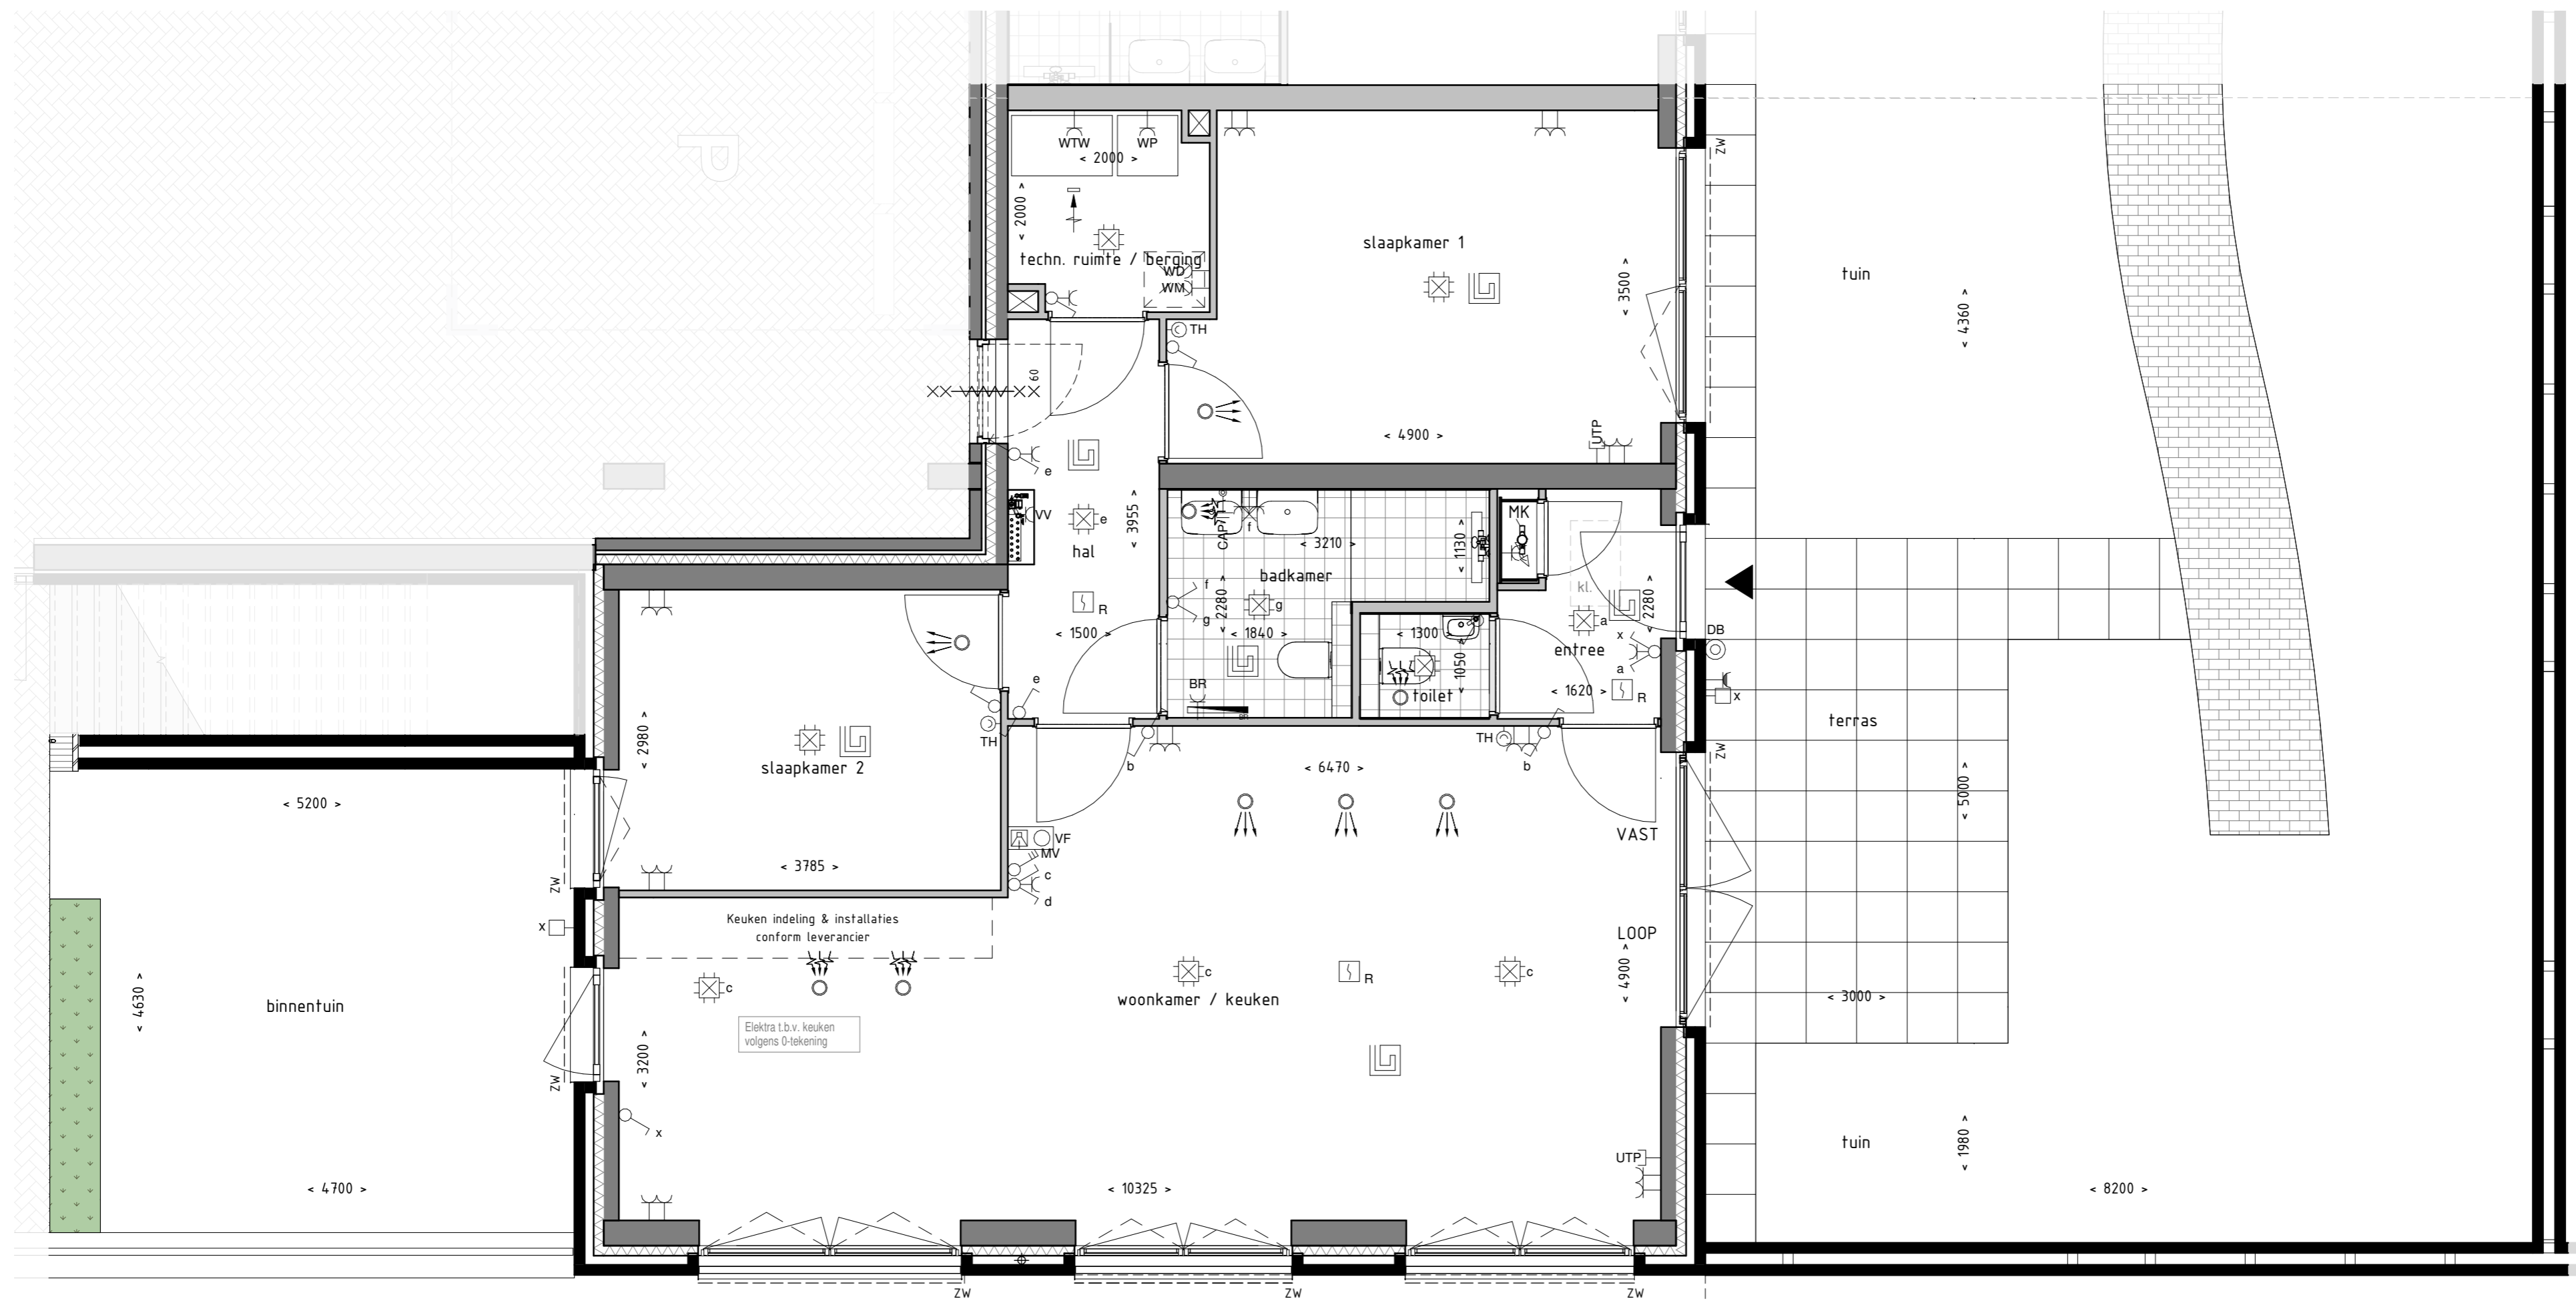 P
WTW
WP
< 2000 >
ZW
< 2000 >
slaapkamer 1
techn. ruimte / berging
WD
WM
tuin
< 3500 >
< 4360 >
TH
60
XX
XX
< 4900 >
UTP
e
VV
e
< 3955 >
hal
CAP
f
< 3210 >
< 1130 >
MK
badkamer
kl.
f
g
< 2280 >
g
< 2280 >
R
< 1500 >
< 1840 >
< 1300 >
a
x
DB
entree
< 1050 >
a
e
BR
toilet
< 1620 >
R
x
terras
< 2980 >
TH
TH
ZW
b
b
slaapkamer 2
< 6470 >
< 5200 >
< 5000 >
VF
VAST
MV
c
d
< 3785 >
ZW
x
Keuken indeling & installaties
conform leverancier
LOOP
c
c
R
c
< 4900 >
< 4630 >
binnentuin
woonkamer / keuken
< 3000 >
Elektra t.b.v. keuken
volgens 0-tekening
< 3200 >
ZW
x
tuin
< 1980 >
UTP
< 4700 >
< 10325 >
< 8200 >
ZW
ZW
ZW